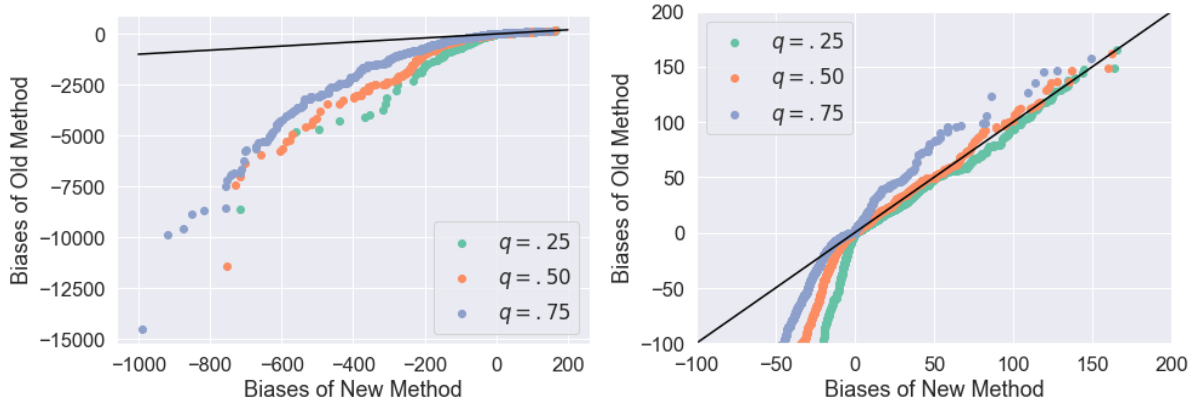 0
−2500
−5000
−7500
−10000
−12500
−15000
Biases of Old Method
q = .25
q = .50
q = .75
−1000 −800 −600 −400 −200 0 200
Biases of New Method
200
150
100
50
0
−50
−100
Biases of Old Method
q = .25
q = .50
q = .75
−100 −50 0 50 100 150 200
Biases of New Method